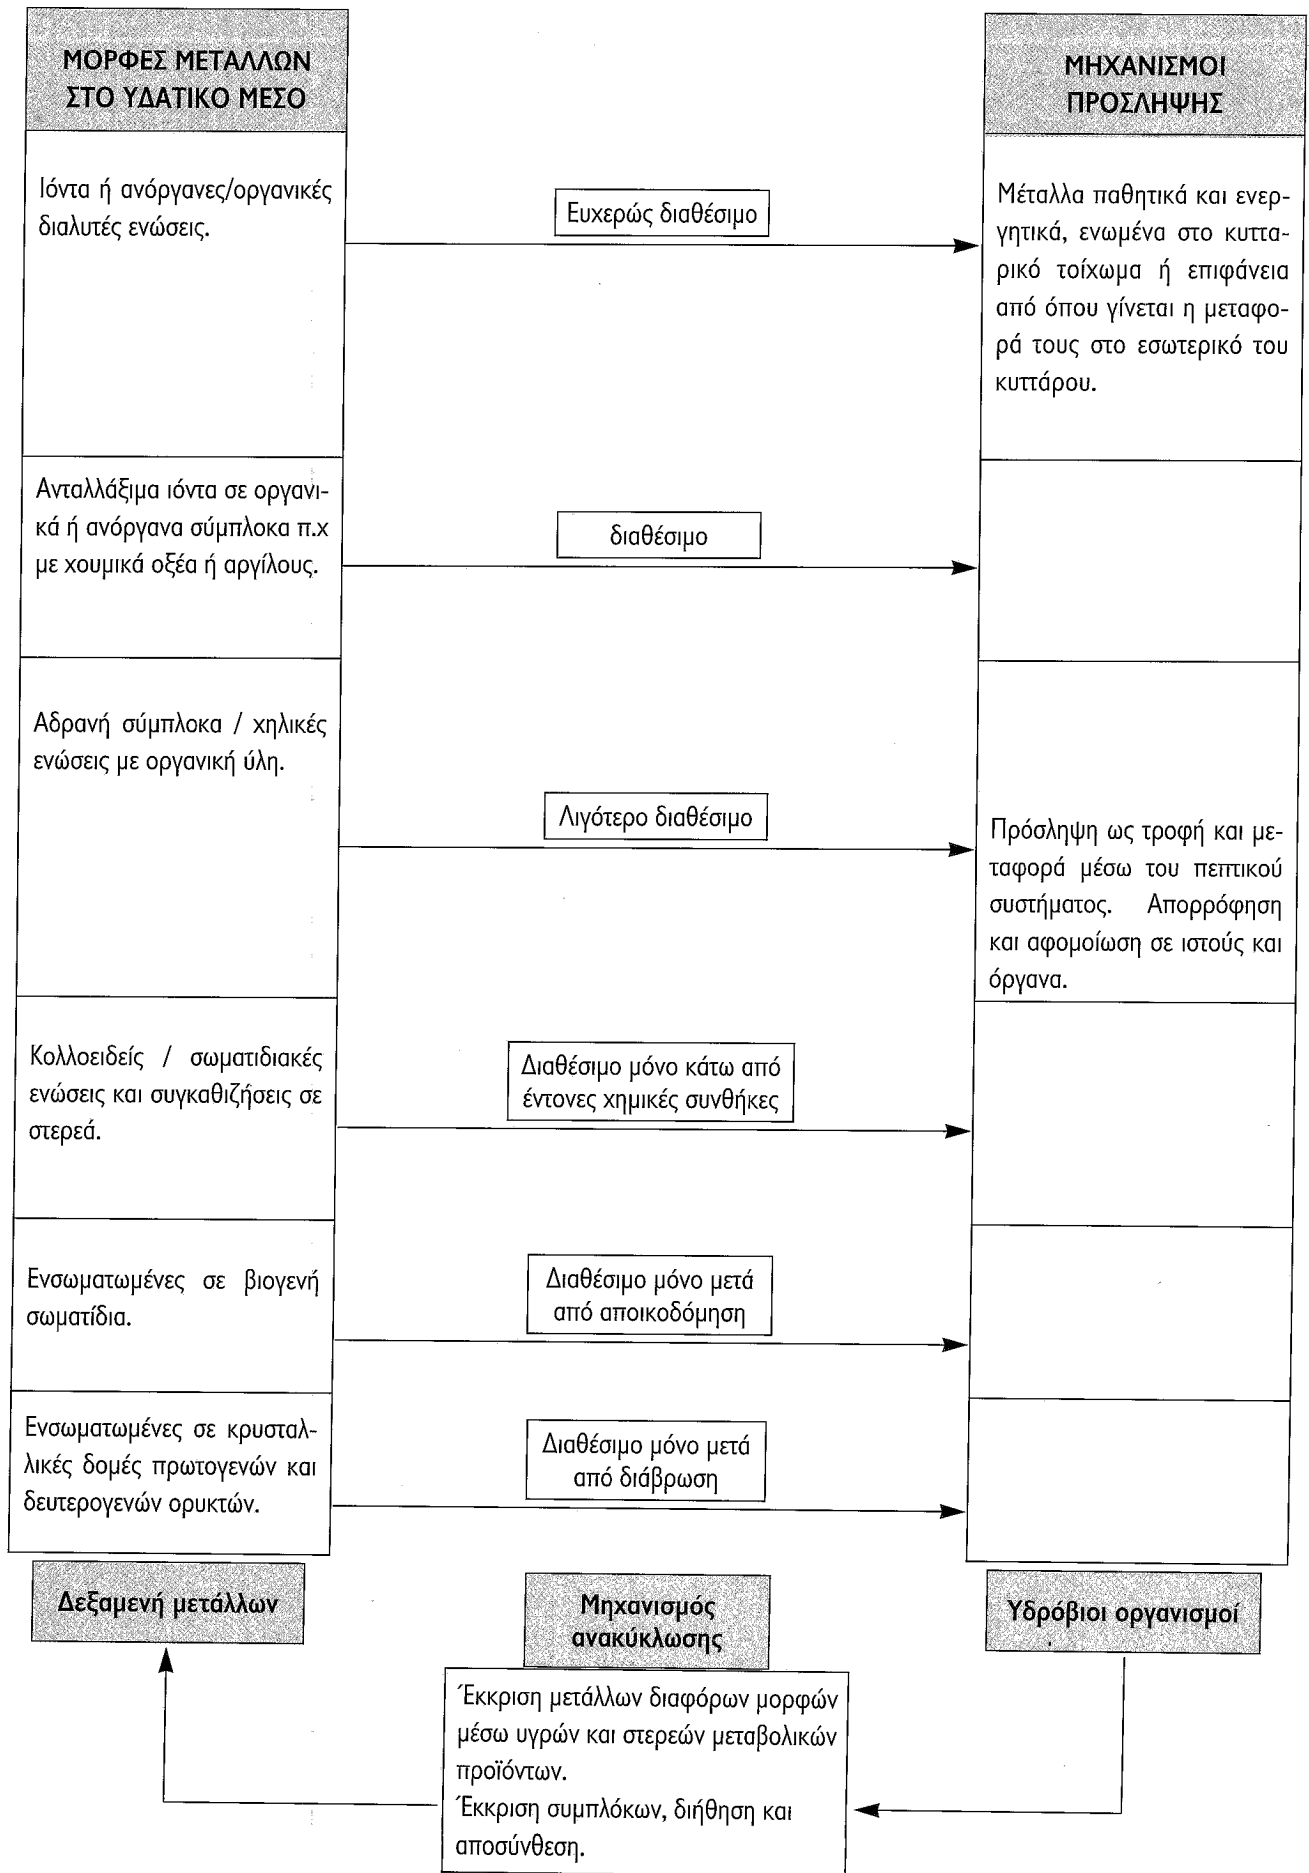 ΜΟΡΦΕΣ ΜΕΤΑΛΛΩΝ
ΣΤΟ ΥΔΑΤΙΚΟ ΜΕΣΟ
ΜΗΧΑΝΙΣΜΟΙ
ΠΡΟΣΛΗΨΗΣ
Ιόντα ή ανόργανες/οργανικές
διαλυτές ενώσεις.
Ευχερώς διαθέσιμο
Μέταλλα παθητικά και ενερ-
γητικά, ενωμένα στο κυττα-
ρικό τοίχωμα ή επιφάνεια
από όπου γίνεται η μεταφο-
ρά τους στο εσωτερικό του
κυττάρου.
Ανταλλάξιμα ιόντα σε οργανι-
κά ή ανόργανα σύμπλοκα π.χ
με χουμικά οξέα ή αργίλους.
διαθέσιμο
Αδρανή σύμπλοκα / χηλικές
ενώσεις με οργανική ύλη.
Λιγότερο διαθέσιμο
Πρόσληψη ως τροφή και με-
ταφορά μέσω του πεπτικού
συστήματος. Απορρόφηση
και αφομοίωση σε ιστούς και
όργανα.
Κολλοειδείς / σωματιδιακές
ενώσεις και συγκαθιζήσεις σε
στερεά.
Διαθέσιμο μόνο κάτω από
έντονες χημικές συνθήκες
Ενσωματωμένες σε βιογενή
σωματίδια.
Διαθέσιμο μόνο μετά
από αποικοδόμηση
Ενσωματωμένες σε κρυσταλ-
λικές δομές πρωτογενών και
δευτερογενών ορυκτών.
Διαθέσιμο μόνο μετά
από διάβρωση
Δεξαμενή μετάλλων
Μηχανισμός
ανακύκλωσης
Υδρόβιοι οργανισμοί
Έκκριση μετάλλων διαφόρων μορφών
μέσω υγρών και στερεών μεταβολικών
προϊόντων.
Έκκριση συμπλόκων, διήθηση και
αποσύνθεση.